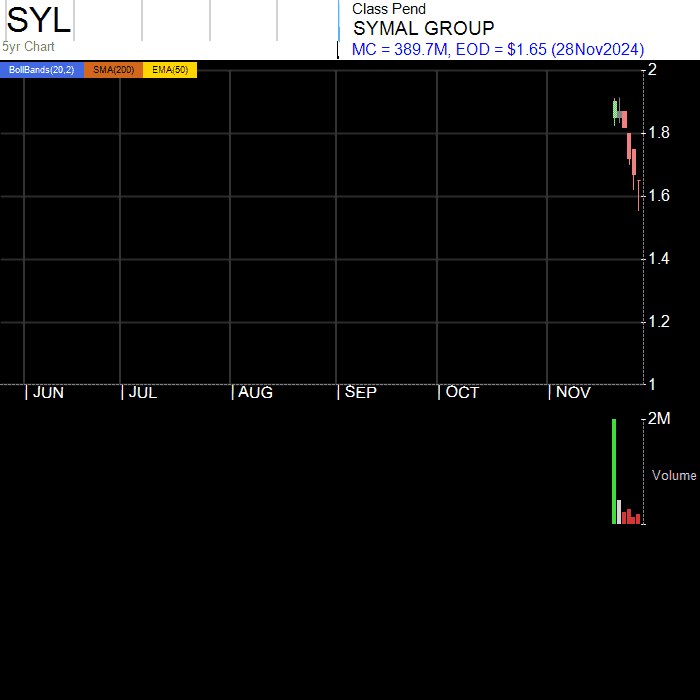 SYL
5yr Chart
Class Pend
SYMAL GROUP
MC = 389.7M, EOD = $1.65 (28Nov2024)
BollBands(20,2) SMA(200) EMA(50)
2
1.8
1.6
1.4
1.2
1
JUN JUL AUG SEP OCT NOV
2M
Volume